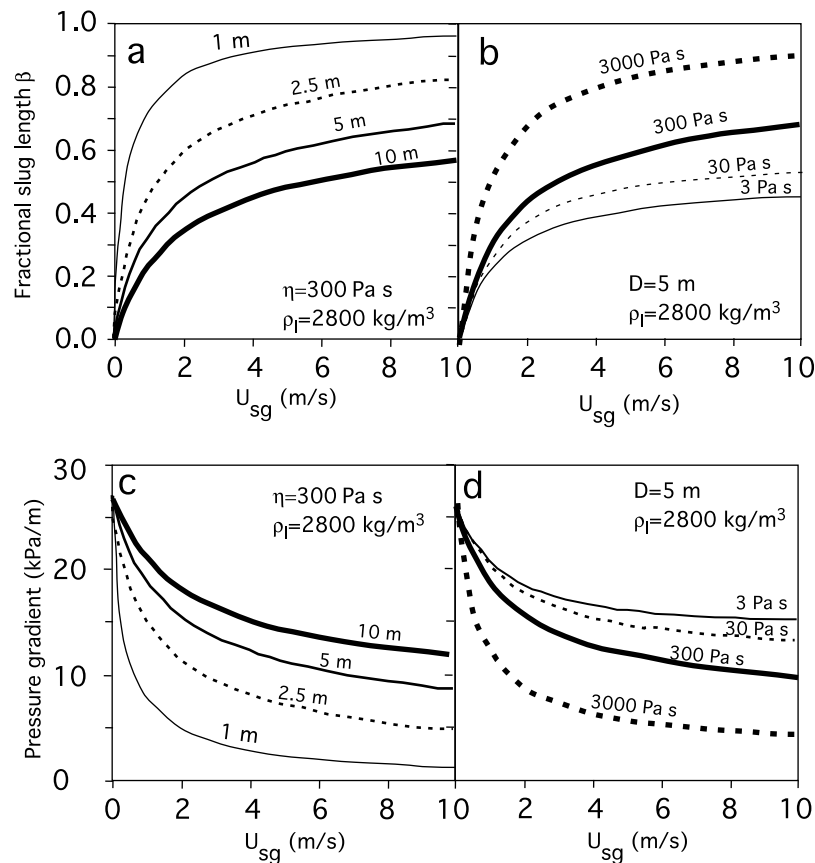 a
1 m
2.5 m
5 m
10 m
η=300 Pa s
ρl=2800 kg/m3
Fractional slug length β
1.0
0.8
0.6
0.4
0.2
0.0
0 2 4 6 8 10
Usg (m/s)
b
3000 Pa s
300 Pa s
30 Pa s
3 Pa s
D=5 m
ρl=2800 kg/m3
0 2 4 6 8 10
Usg (m/s)
c
η=300 Pa s
ρl=2800 kg/m3
10 m
5 m
2.5 m
1 m
Pressure gradient (kPa/m)
30
20
10
0
0 2 4 6 8 10
Usg (m/s)
d
D=5 m
ρl=2800 kg/m3
3 Pa s
30 Pa s
300 Pa s
3000 Pa s
0 2 4 6 8 10
Usg (m/s)